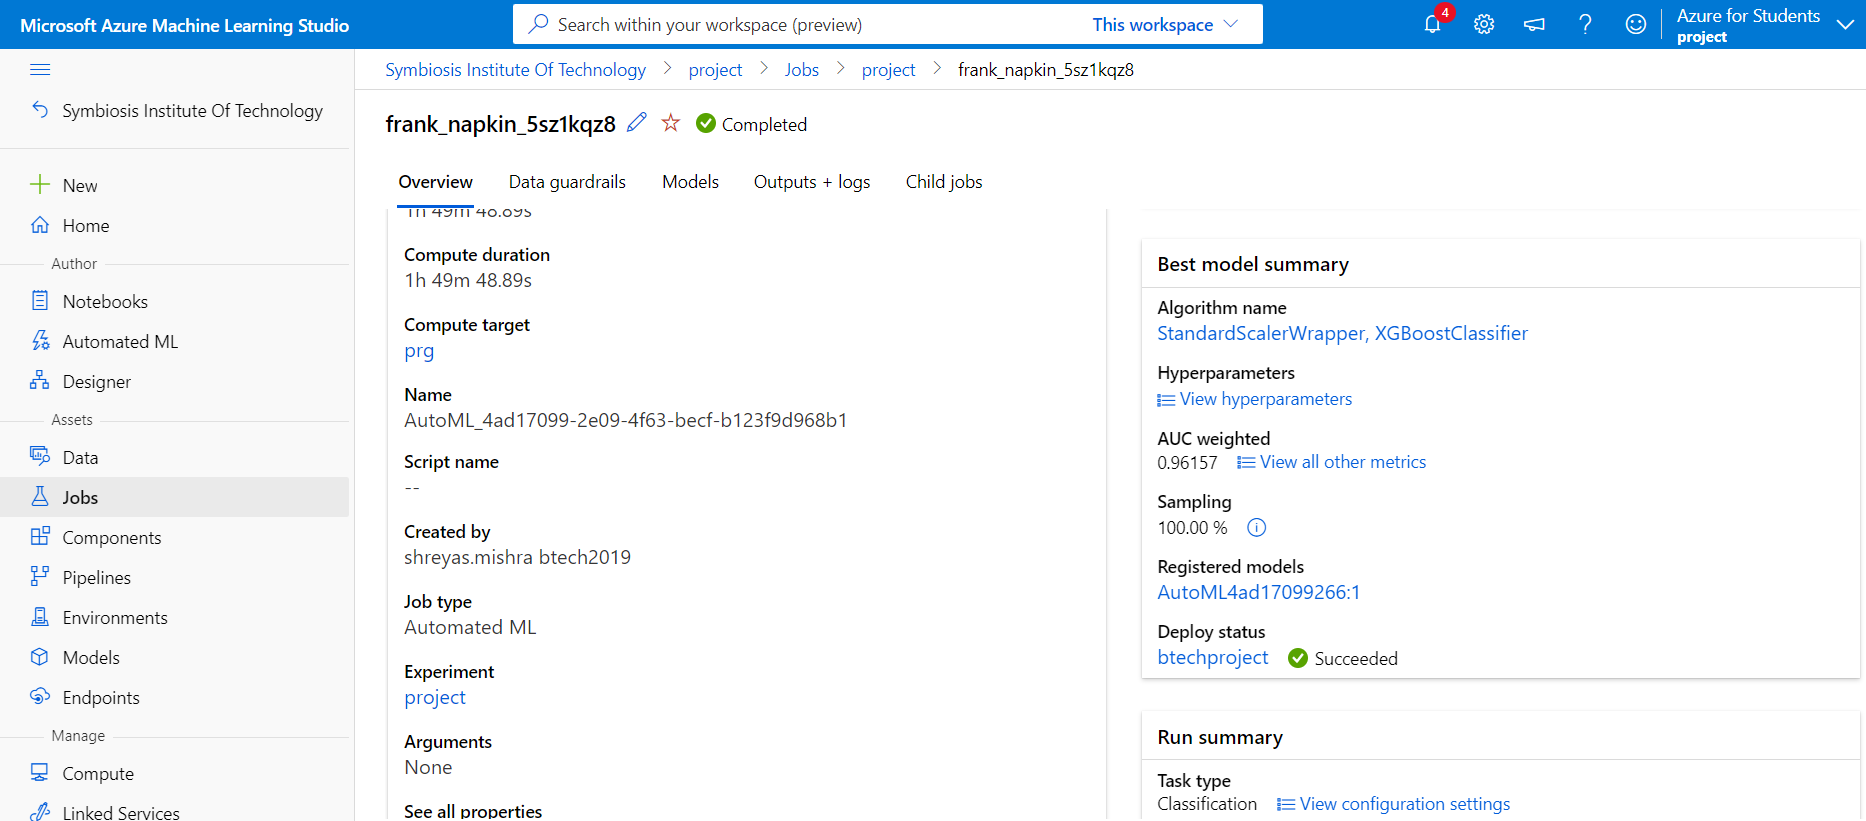 Microsoft Azure Machine Learning Studio
Search within your workspace (preview)
This workspace
4
Azure for Students
project
Symbiosis Institute Of Technology
New
Home
Author
Notebooks
Automated ML
Designer
Assets
Data
Jobs
Components
Pipelines
Environments
Models
Endpoints
Manage
Compute
Linked Services
Symbiosis Institute Of Technology > project > Jobs > project > frank_napkin_5sz1kqz8
frank_napkin_5sz1kqz8
Completed
Overview
Data guardrails
Models
Outputs + logs
Child jobs
1h 49m 48.89s
Compute duration
1h 49m 48.89s
Compute target
prg
Name
AutoML_4ad17099-2e09-4f63-becf-b123f9d968b1
Script name
--
Created by
shreyas.mishra btech2019
Job type
Automated ML
Experiment
project
Arguments
None
See all properties
Best model summary
Algorithm name
StandardScalerWrapper, XGBoostClassifier
Hyperparameters
View hyperparameters
AUC weighted
0.96157 View all other metrics
Sampling
100.00 %
Registered models
AutoML4ad17099266:1
Deploy status
btechproject Succeeded
Run summary
Task type
Classification View configuration settings